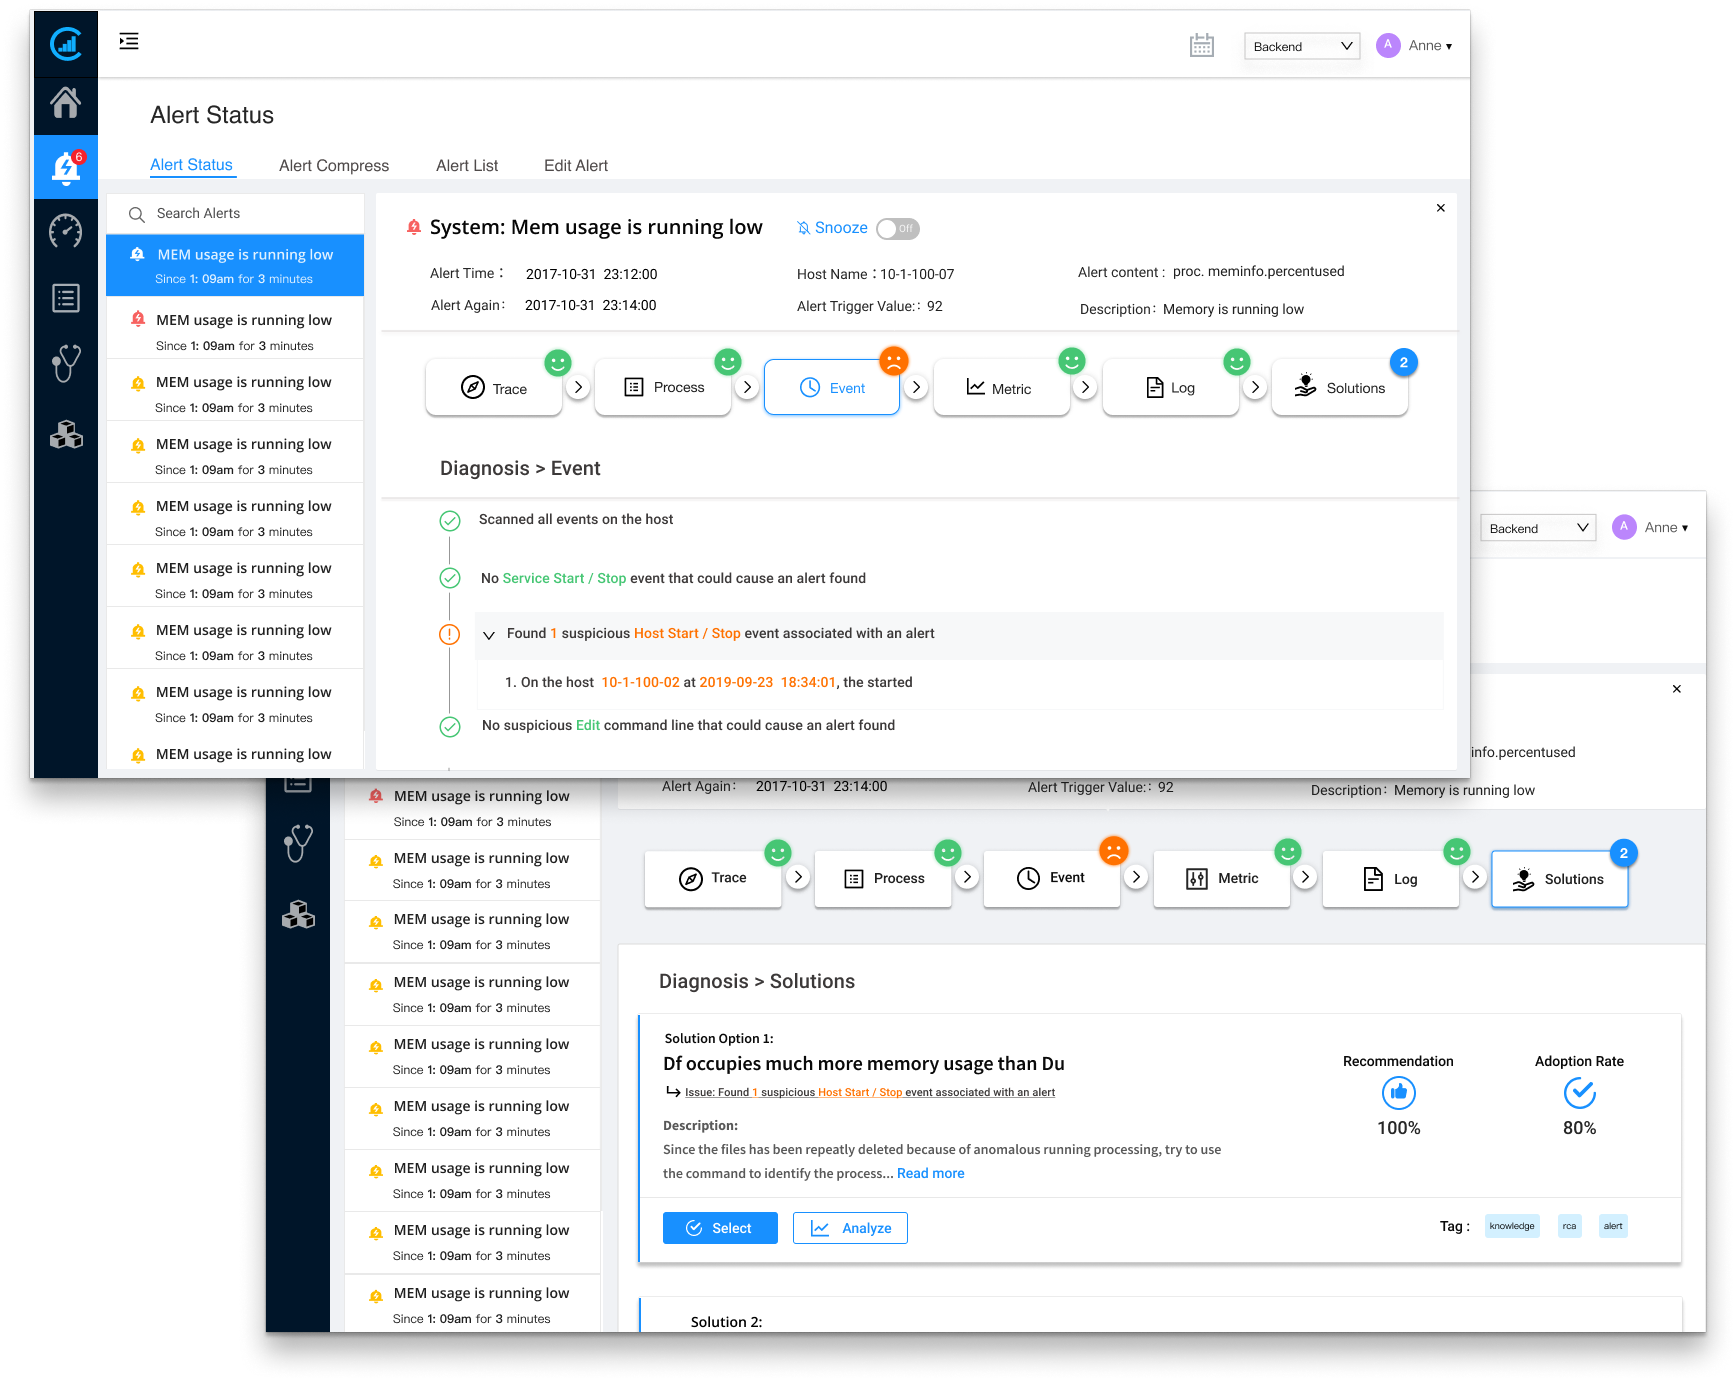 Backend
A
Anne ▾
Alert Status
6
Alert Status
Alert Compress
Alert List
Edit Alert
Search Alerts
MEM usage is running low
Since 1: 09am for 3 minutes
MEM usage is running low
Since 1: 09am for 3 minutes
MEM usage is running low
Since 1: 09am for 3 minutes
MEM usage is running low
Since 1: 09am for 3 minutes
MEM usage is running low
Since 1: 09am for 3 minutes
MEM usage is running low
Since 1: 09am for 3 minutes
MEM usage is running low
Since 1: 09am for 3 minutes
MEM usage is running low
Since 1: 09am for 3 minutes
MEM usage is running low
System: Mem usage is running low
Snooze
Off
×
Alert Time : 2017-10-31 23:12:00
Host Name : 10-1-100-07
Alert content : proc. meminfo.percentused
Alert Again: 2017-10-31 23:14:00
Alert Trigger Value:: 92
Description: Memory is running low
Trace
Process
Event
Metric
Log
Solutions
2
Diagnosis > Event
Scanned all events on the host
No Service Start / Stop event that could cause an alert found
Found 1 suspicious Host Start / Stop event associated with an alert
1. On the host 10-1-100-02 at 2019-09-23 18:34:01, the started
No suspicious Edit command line that could cause an alert found
Backend
A
Anne ▾
×
info.percentused
Alert Again: 2017-10-31 23:14:00
Alert Trigger Value:: 92
Description: Memory is running low
MEM usage is running low
Since 1: 09am for 3 minutes
MEM usage is running low
Since 1: 09am for 3 minutes
MEM usage is running low
Since 1: 09am for 3 minutes
MEM usage is running low
Since 1: 09am for 3 minutes
MEM usage is running low
Since 1: 09am for 3 minutes
MEM usage is running low
Since 1: 09am for 3 minutes
MEM usage is running low
Since 1: 09am for 3 minutes
MEM usage is running low
Since 1: 09am for 3 minutes
MEM usage is running low
Since 1: 09am for 3 minutes
Trace
Process
Event
Metric
Log
Solutions
2
Diagnosis > Solutions
Solution Option 1:
Df occupies much more memory usage than Du
Issue: Found 1 suspicious Host Start / Stop event associated with an alert
Description:
Since the files has been repeatly deleted because of anomalous running processing, try to use
the command to identify the process... Read more
Recommendation
100%
Adoption Rate
80%
Select
Analyze
Tag :
knowledge
rca
alert
Solution 2: